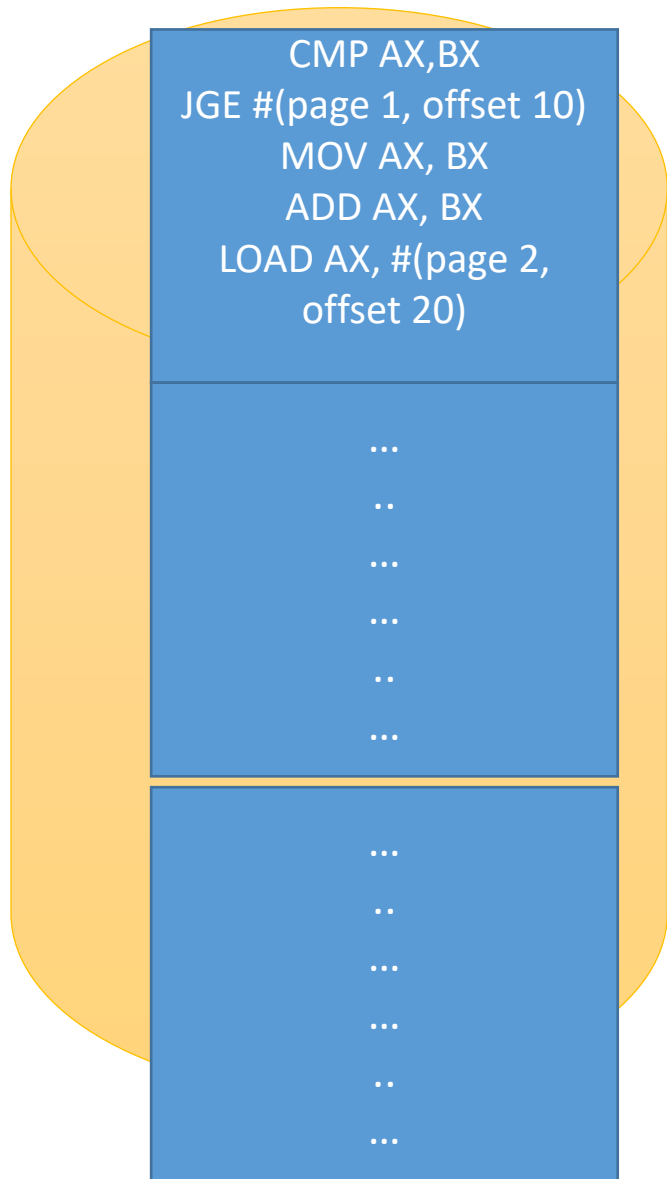 CMP AX,BX
JGE #(page 1, offset 10)
MOV AX, BX
ADD AX, BX
LOAD AX, #(page 2,
offset 20)
...
..
...
...
..
...
...
..
...
...
..
...